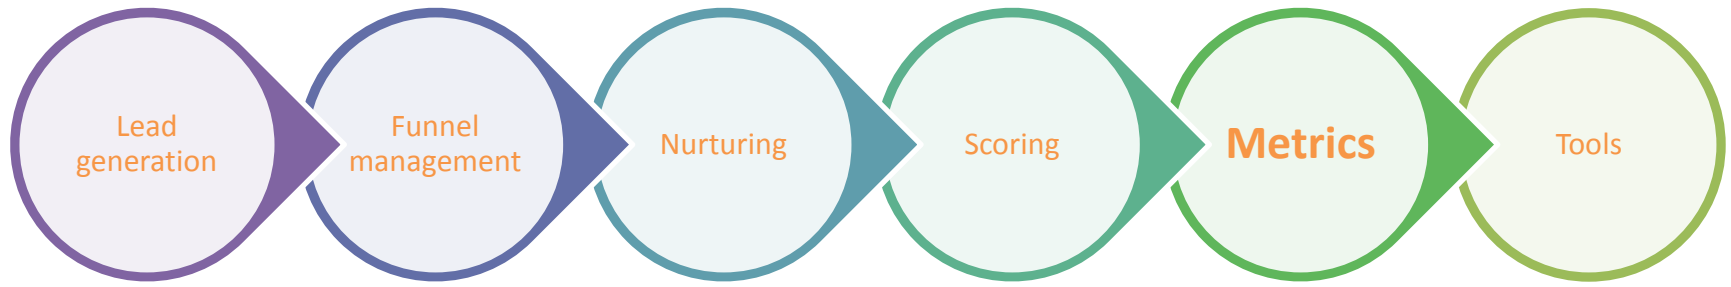 Lead
generation
Funnel
management
Nurturing
Scoring
Metrics
Tools